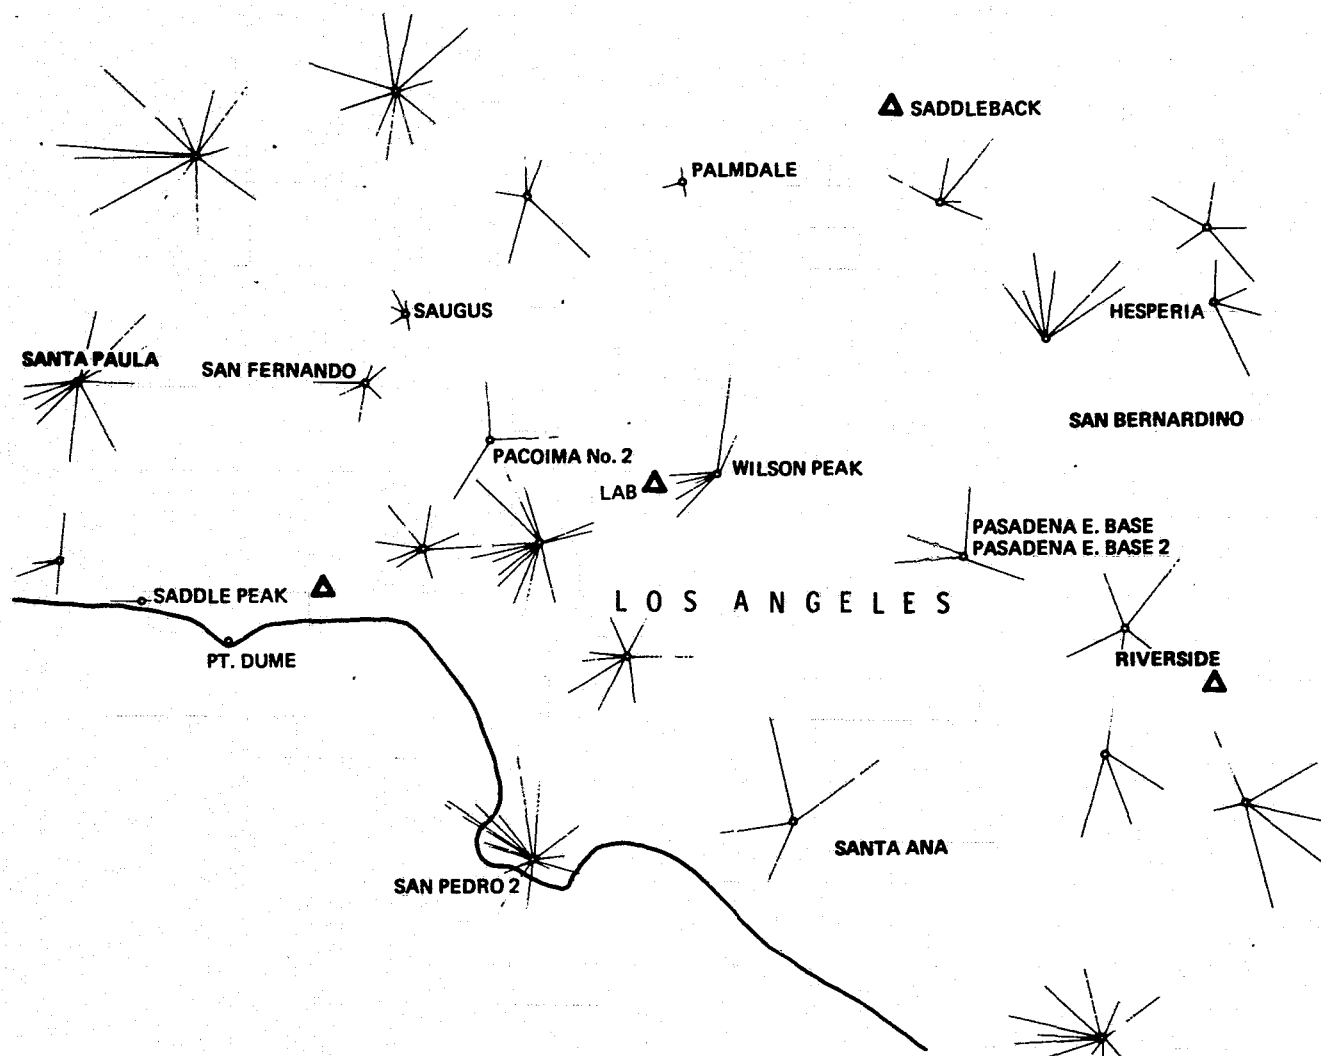 SADDLEBACK
PALMDALE
SAUGUS
HESPERIA
SANTA PAULA
SAN FERNANDO
SAN BERNARDINO
PACOIMA No. 2
WILSON PEAK
LAB
PASADENA E. BASE
PASADENA E. BASE 2
SADDLE PEAK
LOS ANGELES
PT. DUME
RIVERSIDE
SANTA ANA
SAN PEDRO 2